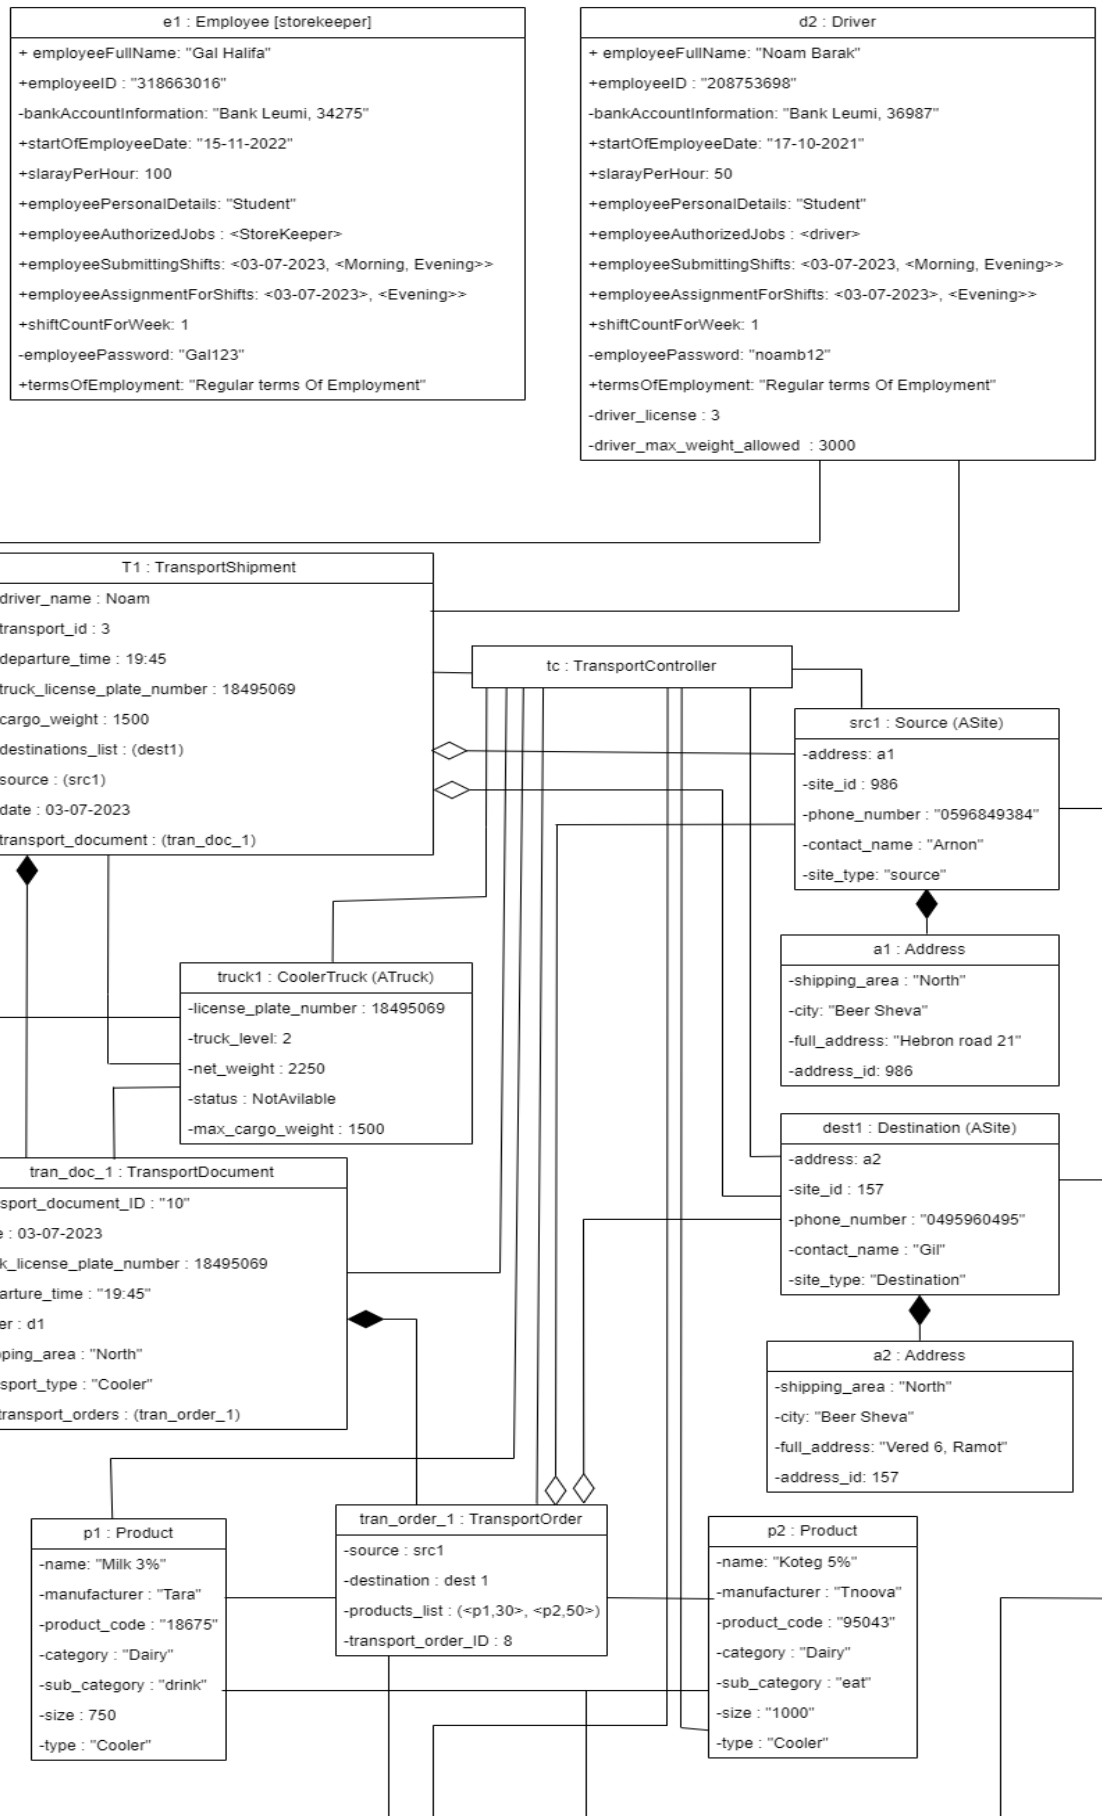 e1 : Employee [storekeeper]
+ employeeFullName: "Gal Halifa"
+employeeID : "318663016"
-bankAccountInformation: "Bank Leumi, 34275"
+startOfEmployeeDate: "15-11-2022"
+slarayPerHour: 100
+employeePersonalDetails: "Student"
+employeeAuthorizedJobs : <StoreKeeper>
+employeeSubmittingShifts: <03-07-2023, <Morning, Evening>>
+employeeAssignmentForShifts: <03-07-2023>, <Evening>>
+shiftCountForWeek: 1
-employeePassword: "Gal123"
+termsOfEmployment: "Regular terms Of Employment"
d2 : Driver
+ employeeFullName: "Noam Barak"
+employeeID : "208753698"
-bankAccountInformation: "Bank Leumi, 36987"
+startOfEmployeeDate: "17-10-2021"
+slarayPerHour: 50
+employeePersonalDetails: "Student"
+employeeAuthorizedJobs : <driver>
+employeeSubmittingShifts: <03-07-2023, <Morning, Evening>>
+employeeAssignmentForShifts: <03-07-2023>, <Evening>>
+shiftCountForWeek: 1
-employeePassword: "noamb12"
+termsOfEmployment: "Regular terms Of Employment"
-driver_license : 3
-driver_max_weight_allowed : 3000
T1 : TransportShipment
driver_name : Noam
transport_id : 3
departure_time : 19:45
truck_license_plate_number : 18495069
cargo_weight : 1500
destinations_list : (dest1)
source : (src1)
date : 03-07-2023
transport_document : (tran_doc_1)
tc : TransportController
src1 : Source (ASite)
-address: a1
-site_id : 986
-phone_number : "0596849384"
-contact_name : "Arnon"
-site_type: "source"
a1 : Address
-shipping_area : "North"
-city: "Beer Sheva"
-full_address: "Hebron road 21"
-address_id: 986
truck1 : CoolerTruck (ATruck)
-license_plate_number : 18495069
-truck_level: 2
-net_weight : 2250
-status : NotAvilable
-max_cargo_weight : 1500
dest1 : Destination (ASite)
-address: a2
-site_id : 157
-phone_number : "0495960495"
-contact_name : "Gil"
-site_type: "Destination"
tran_doc_1 : TransportDocument
sport_document_ID : "10"
e : 03-07-2023
k_license_plate_number : 18495069
arture_time : "19:45"
er : d1
ping_area : "North"
sport_type : "Cooler"
transport_orders : (tran_order_1)
a2 : Address
-shipping_area : "North"
-city: "Beer Sheva"
-full_address: "Vered 6, Ramot"
-address_id: 157
p1 : Product
-name: "Milk 3%"
-manufacturer : "Tara"
-product_code : "18675"
-category : "Dairy"
-sub_category : "drink"
-size : 750
-type : "Cooler"
tran_order_1 : TransportOrder
-source : src1
-destination : dest 1
-products_list : (<p1,30>, <p2,50>)
-transport_order_ID : 8
p2 : Product
-name: "Koteg 5%"
-manufacturer : "Tnoova"
-product_code : "95043"
-category : "Dairy"
-sub_category : "eat"
-size : "1000"
-type : "Cooler"